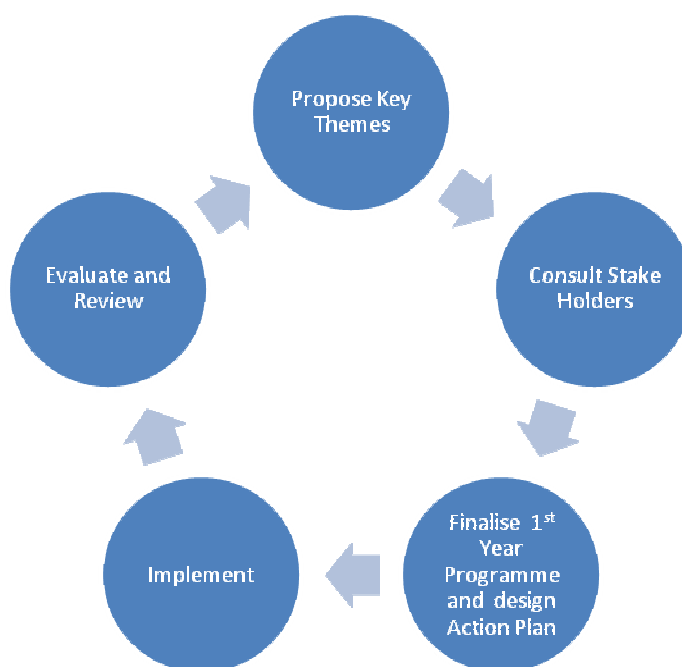 Propose Key
Themes
Consult Stake
Holders
Finalise 1st
Year
Programme
and design
Action Plan
Implement
Evaluate and
Review